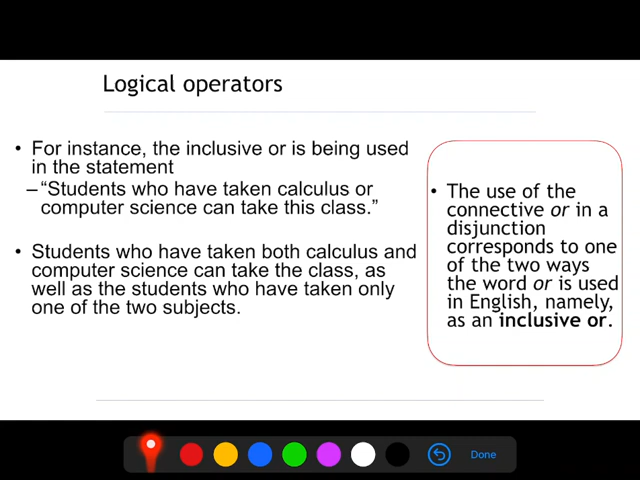 Logical operators
• For instance, the inclusive or is being used
in the statement
–“Students who have taken calculus or
computer science can take this class.”
• Students who have taken both calculus and
computer science can take the class, as
well as the students who have taken only
one of the two subjects.
• The use of the
connective or in a
disjunction
corresponds to one
of the two ways
the word or is used
in English, namely,
as an inclusive or.
Done